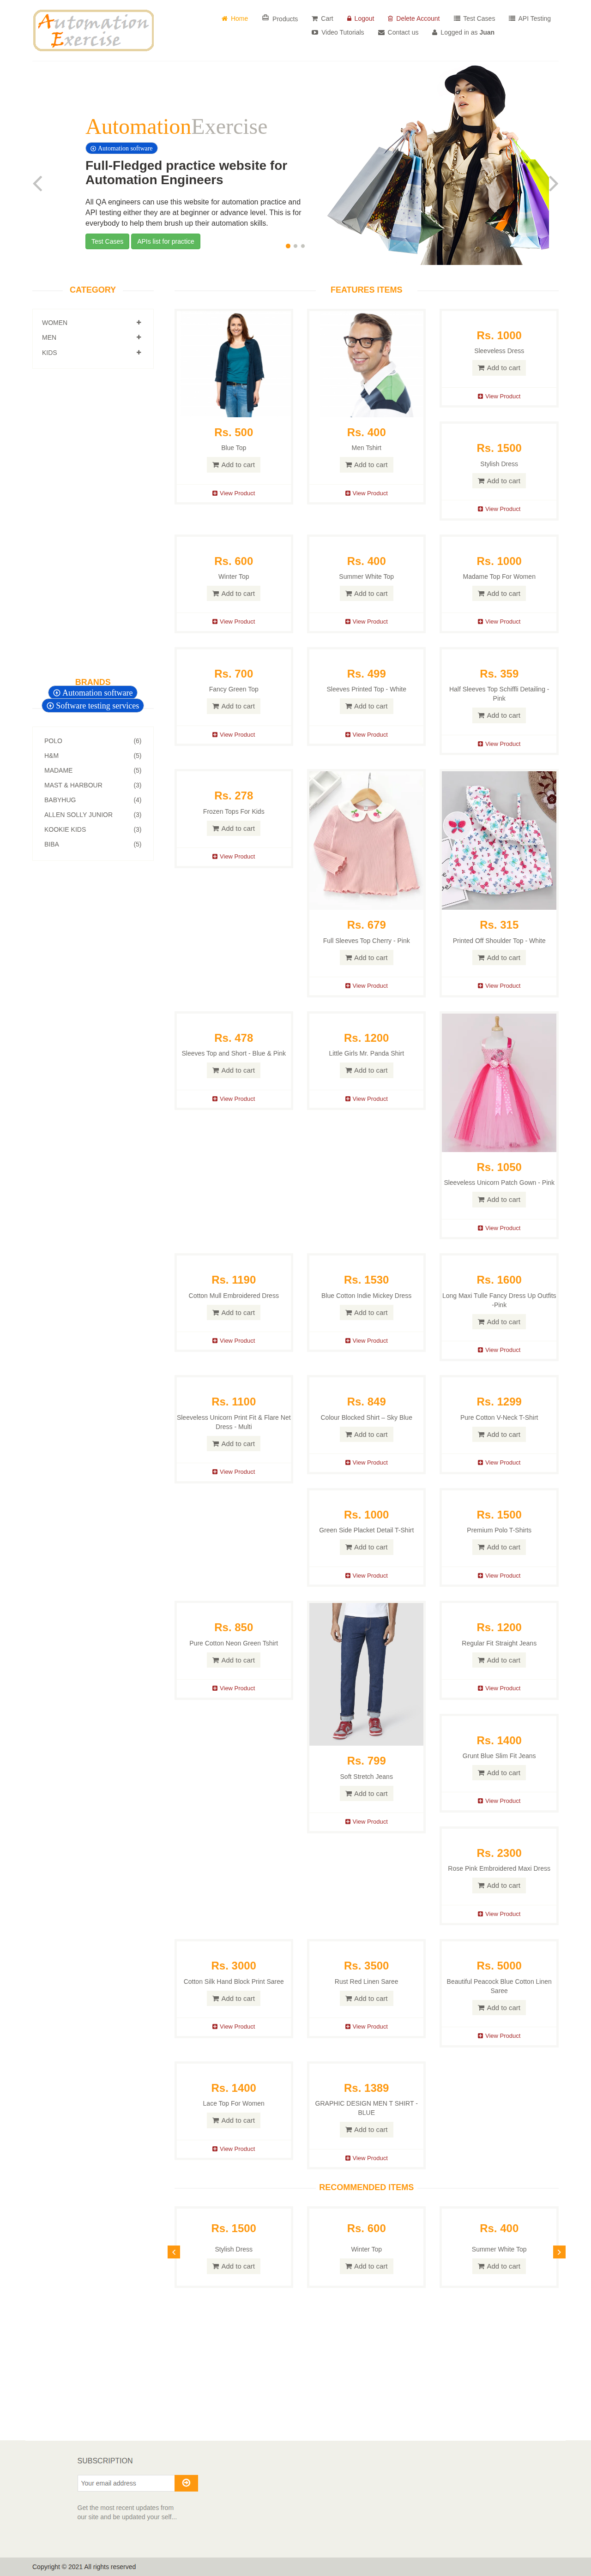 Automation
Exercise
Home
Products
Cart
Logout
Delete Account
Test Cases
API Testing
Video Tutorials
Contact us
Logged in as Juan
AutomationExercise
Automation software
Full-Fledged practice website for
Automation Engineers
All QA engineers can use this website for automation practice and
API testing either they are at beginner or advance level. This is for
everybody to help them brush up their automation skills.
Test Cases
APIs list for practice
CATEGORY
WOMEN
MEN
KIDS
BRANDS
Automation software
Software testing services
POLO (6)
H&M (5)
MADAME (5)
MAST & HARBOUR (3)
BABYHUG (4)
ALLEN SOLLY JUNIOR (3)
KOOKIE KIDS (3)
BIBA (5)
FEATURES ITEMS
Rs. 500
Blue Top
Add to cart
View Product
Rs. 400
Men Tshirt
Add to cart
View Product
Rs. 1000
Sleeveless Dress
Add to cart
View Product
Rs. 1500
Stylish Dress
Add to cart
View Product
Rs. 600
Winter Top
Add to cart
View Product
Rs. 400
Summer White Top
Add to cart
View Product
Rs. 1000
Madame Top For Women
Add to cart
View Product
Rs. 700
Fancy Green Top
Add to cart
View Product
Rs. 499
Sleeves Printed Top - White
Add to cart
View Product
Rs. 359
Half Sleeves Top Schiffli Detailing -
Pink
Add to cart
View Product
Rs. 278
Frozen Tops For Kids
Add to cart
View Product
Rs. 679
Full Sleeves Top Cherry - Pink
Add to cart
View Product
Rs. 315
Printed Off Shoulder Top - White
Add to cart
View Product
Rs. 478
Sleeves Top and Short - Blue & Pink
Add to cart
View Product
Rs. 1200
Little Girls Mr. Panda Shirt
Add to cart
View Product
Rs. 1050
Sleeveless Unicorn Patch Gown - Pink
Add to cart
View Product
Rs. 1190
Cotton Mull Embroidered Dress
Add to cart
View Product
Rs. 1530
Blue Cotton Indie Mickey Dress
Add to cart
View Product
Rs. 1600
Long Maxi Tulle Fancy Dress Up Outfits
-Pink
Add to cart
View Product
Rs. 1100
Sleeveless Unicorn Print Fit & Flare Net
Dress - Multi
Add to cart
View Product
Rs. 849
Colour Blocked Shirt – Sky Blue
Add to cart
View Product
Rs. 1299
Pure Cotton V-Neck T-Shirt
Add to cart
View Product
Rs. 1000
Green Side Placket Detail T-Shirt
Add to cart
View Product
Rs. 1500
Premium Polo T-Shirts
Add to cart
View Product
Rs. 850
Pure Cotton Neon Green Tshirt
Add to cart
View Product
Rs. 799
Soft Stretch Jeans
Add to cart
View Product
Rs. 1200
Regular Fit Straight Jeans
Add to cart
View Product
Rs. 1400
Grunt Blue Slim Fit Jeans
Add to cart
View Product
Rs. 2300
Rose Pink Embroidered Maxi Dress
Add to cart
View Product
Rs. 3000
Cotton Silk Hand Block Print Saree
Add to cart
View Product
Rs. 3500
Rust Red Linen Saree
Add to cart
View Product
Rs. 5000
Beautiful Peacock Blue Cotton Linen
Saree
Add to cart
View Product
Rs. 1400
Lace Top For Women
Add to cart
View Product
Rs. 1389
GRAPHIC DESIGN MEN T SHIRT -
BLUE
Add to cart
View Product
RECOMMENDED ITEMS
Rs. 1500
Stylish Dress
Add to cart
Rs. 600
Winter Top
Add to cart
Rs. 400
Summer White Top
Add to cart
SUBSCRIPTION
Your email address
Get the most recent updates from
our site and be updated your self...
Copyright © 2021 All rights reserved